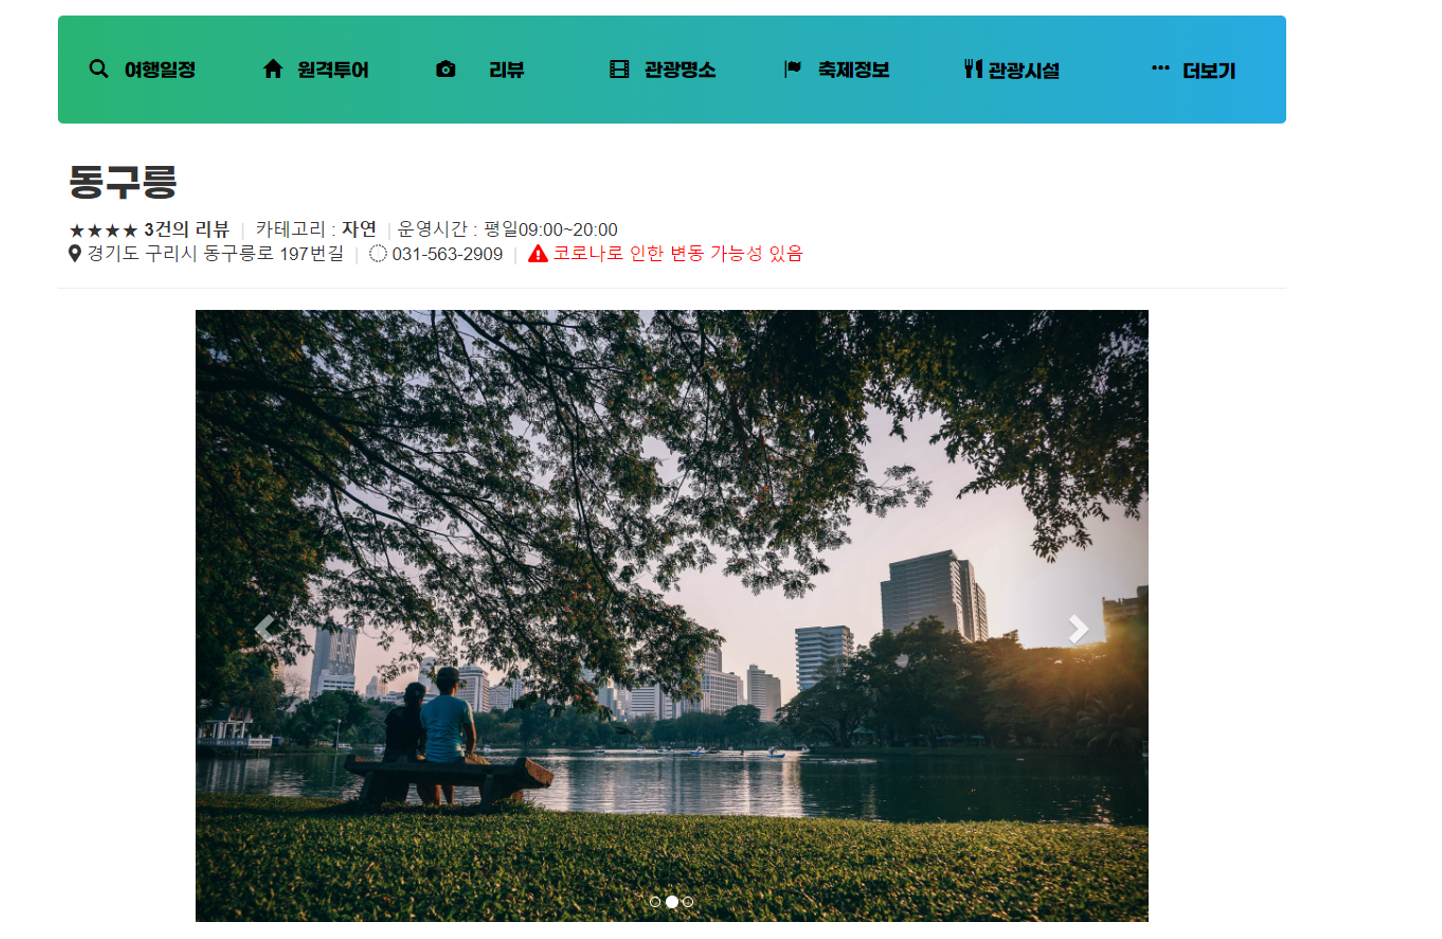 여행일정 원격투어 리뷰 관광명소 축제정보 관광시설 더보기
동구릉
★★★★ 3건의 리뷰 | 카테고리 : 자연 | 운영시간 : 평일09:00~20:00
경기도 구리시 동구릉로 197번길 | 031-563-2909 | 코로나로 인한 변동 가능성 있음